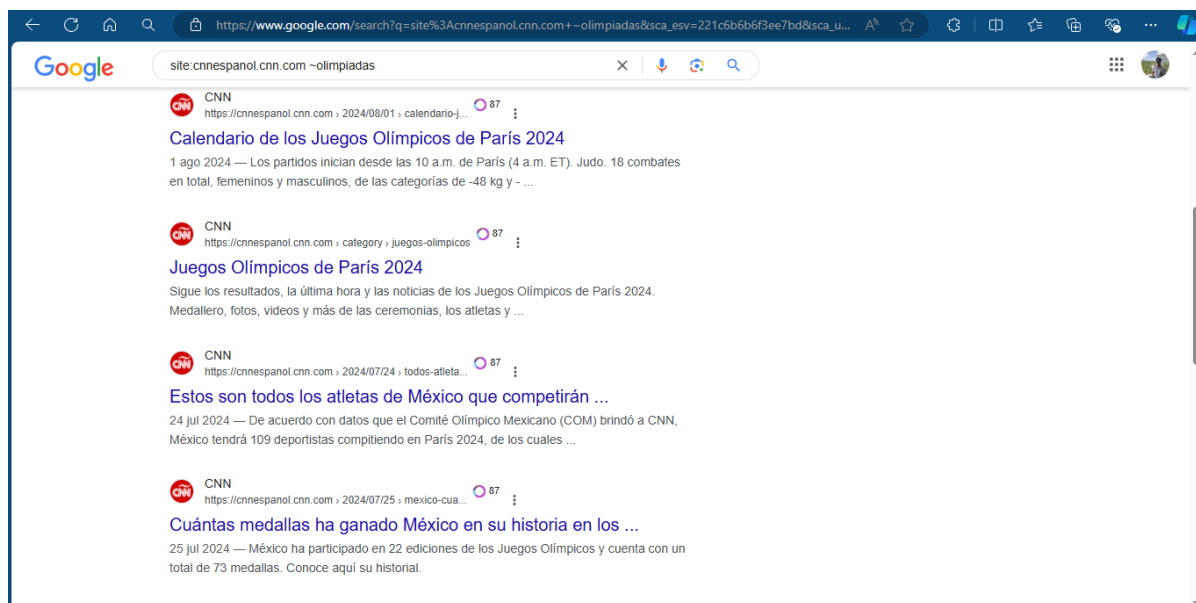 https://www.google.com/search?q=site%3Acnnespanol.cnn.com+~olimpiadas&sca_esv=221c6b6b6f3ee7bd&sca_u...
Google
site:cnnespanol.cnn.com ~olimpiadas
CNN
https://cnnespanol.cnn.com › 2024/08/01 › calendario-j... 87
Calendario de los Juegos Olímpicos de París 2024
1 ago 2024 — Los partidos inician desde las 10 a.m. de París (4 a.m. ET). Judo. 18 combates
en total, femeninos y masculinos, de las categorías de -48 kg y - ...
CNN
https://cnnespanol.cnn.com › category › juegos-olimpicos 87
Juegos Olímpicos de París 2024
Sigue los resultados, la última hora y las noticias de los Juegos Olímpicos de París 2024.
Medallero, fotos, videos y más de las ceremonias, los atletas y ...
CNN
https://cnnespanol.cnn.com › 2024/07/24 › todos-atleta... 87
Estos son todos los atletas de México que competirán ...
24 jul 2024 — De acuerdo con datos que el Comité Olímpico Mexicano (COM) brindó a CNN,
México tendrá 109 deportistas compitiendo en París 2024, de los cuales ...
CNN
https://cnnespanol.cnn.com › 2024/07/25 › mexico-cua... 87
Cuántas medallas ha ganado México en su historia en los ...
25 jul 2024 — México ha participado en 22 ediciones de los Juegos Olímpicos y cuenta con un
total de 73 medallas. Conoce aquí su historial.